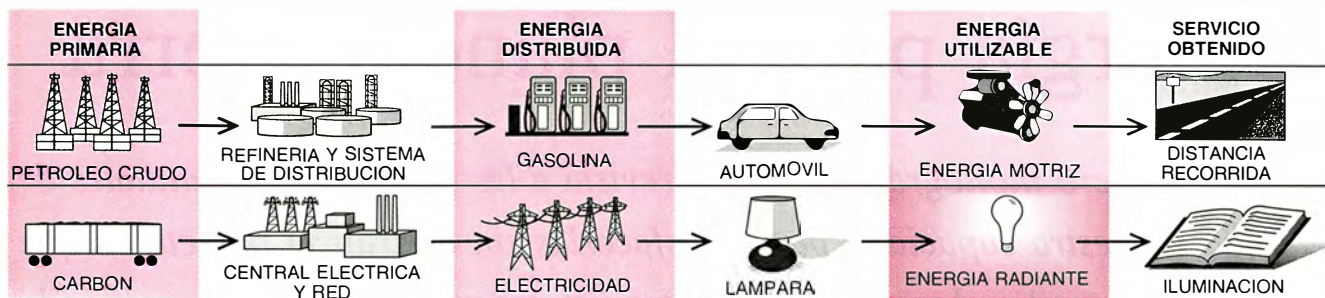 ENERGIA
PRIMARIA
ENERGIA
DISTRIBUIDA
ENERGIA
UTILIZABLE
SERVICIO
OBTENIDO
PETROLEO CRUDO
REFINERIA Y SISTEMA
DE DISTRIBUCION
GASOLINA
AUTOMOVIL
ENERGIA MOTRIZ
DISTANCIA
RECORRIDA
CARBON
CENTRAL ELECTRICA
Y RED
ELECTRICIDAD
LAMPARA
ENERGIA RADIANTE
ILUMINACION